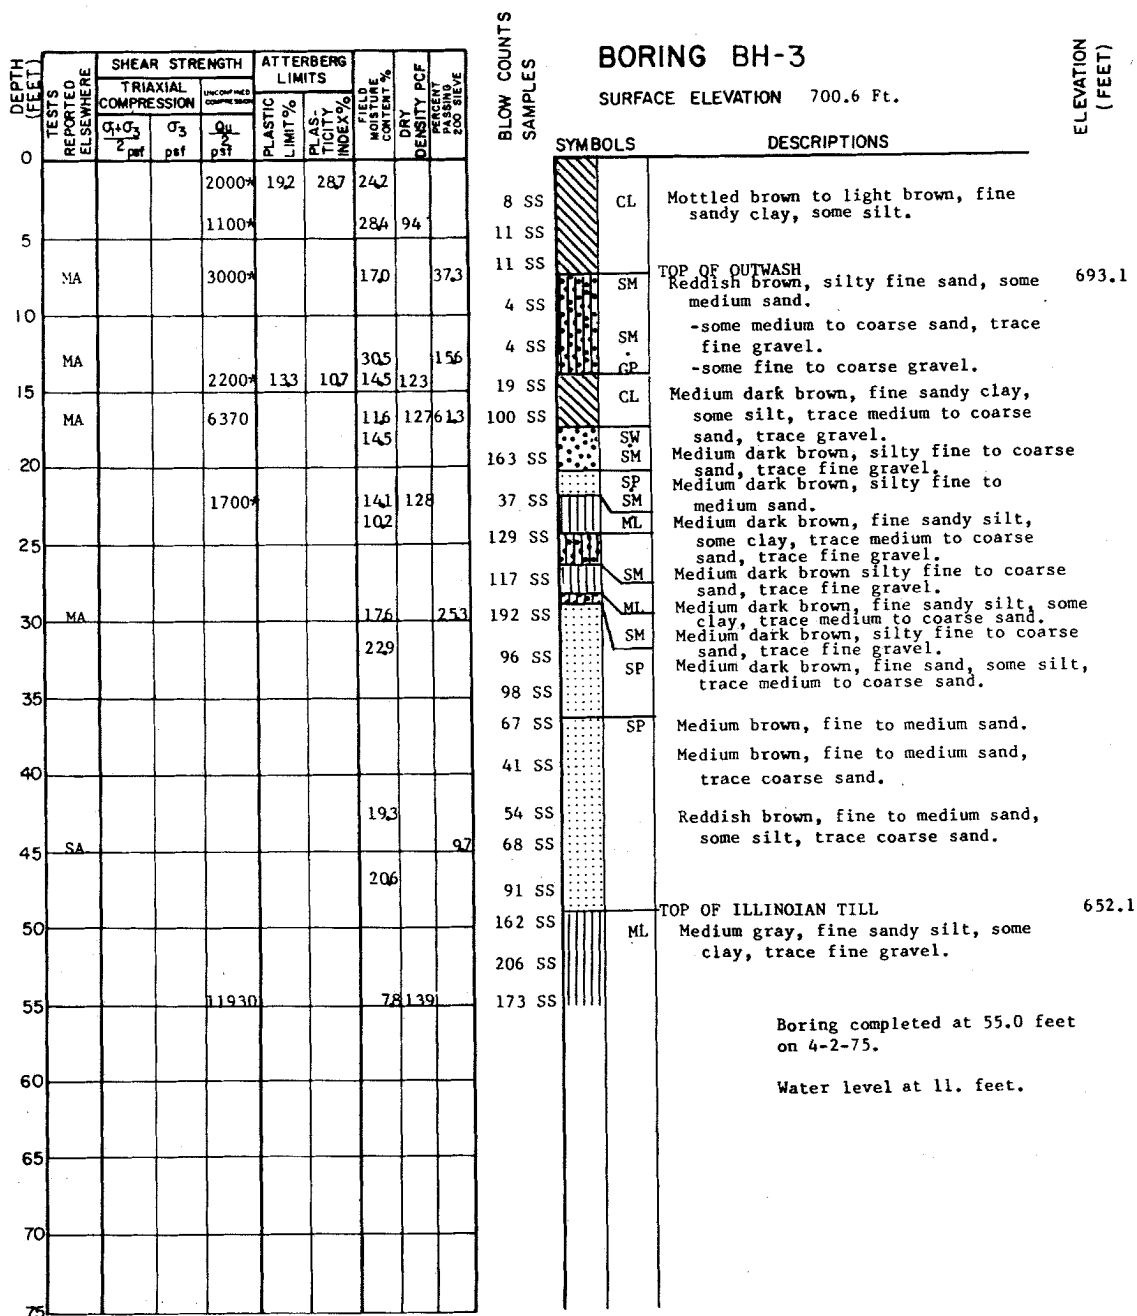 BORING BH-3
SURFACE ELEVATION 700.6 Ft.
DEPTH (FEET)
TESTS REPORTED ELSEWHERE
SHEAR STRENGTH
TRIAXIAL COMPRESSION
UNCONFINED COMPRESSION
σ1+σ3 / 2 psf
σ3 psf
Qu / 2 psf
ATTERBERG LIMITS
PLASTIC LIMIT%
PLAS-TICITY INDEX%
FIELD MOISTURE CONTENT %
DRY DENSITY PCF
PERCENT PASSING 200 SIEVE
BLOW COUNTS
SAMPLES
SYMBOLS
DESCRIPTIONS
ELEVATION (FEET)
0
2000* 19.2 28.7 24.2
1100* 28.4 94
5
MA 3000* 17.0 37.3
10
MA 30.5 15.6
2200* 13.3 10.7 14.5 123
15
MA 6370 11.6 127 61.3
14.5
20
1700* 14.1 128
10.2
25
MA 17.6 25.3
30
22.9
35
40
19.3
SA 9.7
45
20.6
50
11930 7.8 139
55
60
65
70
75
8 SS
11 SS
11 SS
4 SS
4 SS
19 SS
100 SS
163 SS
37 SS
129 SS
117 SS
192 SS
96 SS
98 SS
67 SS
41 SS
54 SS
68 SS
91 SS
162 SS
206 SS
173 SS
CL Mottled brown to light brown, fine
sandy clay, some silt.
TOP OF OUTWASH 693.1
SM Reddish brown, silty fine sand, some
medium sand.
-some medium to coarse sand, trace
SM fine gravel.
GP -some fine to coarse gravel.
CL Medium dark brown, fine sandy clay,
some silt, trace medium to coarse
sand, trace gravel.
SW
SM Medium dark brown, silty fine to coarse
sand, trace fine gravel.
SP Medium dark brown, silty fine to
SM medium sand.
ML Medium dark brown, fine sandy silt,
some clay, trace medium to coarse
sand, trace fine gravel.
SM Medium dark brown silty fine to coarse
sand, trace fine gravel.
ML Medium dark brown, fine sandy silt, some
clay, trace medium to coarse sand.
SM Medium dark brown, silty fine to coarse
sand, trace fine gravel.
SP Medium dark brown, fine sand, some silt,
trace medium to coarse sand.
SP Medium brown, fine to medium sand.
Medium brown, fine to medium sand,
trace coarse sand.
Reddish brown, fine to medium sand,
some silt, trace coarse sand.
TOP OF ILLINOIAN TILL 652.1
ML Medium gray, fine sandy silt, some
clay, trace fine gravel.
Boring completed at 55.0 feet
on 4-2-75.
Water level at 11. feet.